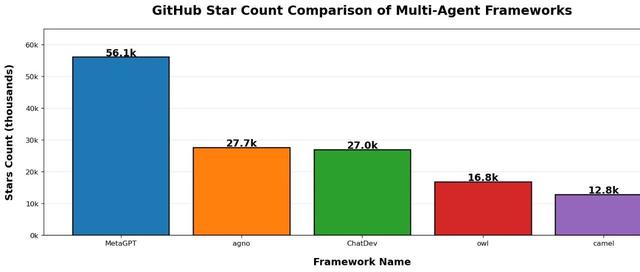 GitHub Star Count Comparison of Multi-Agent Frameworks
Stars Count (thousands)
60k
50k
40k
30k
20k
10k
0k
56.1k
27.7k
27.0k
16.8k
12.8k
MetaGPT
agno
ChatDev
owl
camel
Framework Name